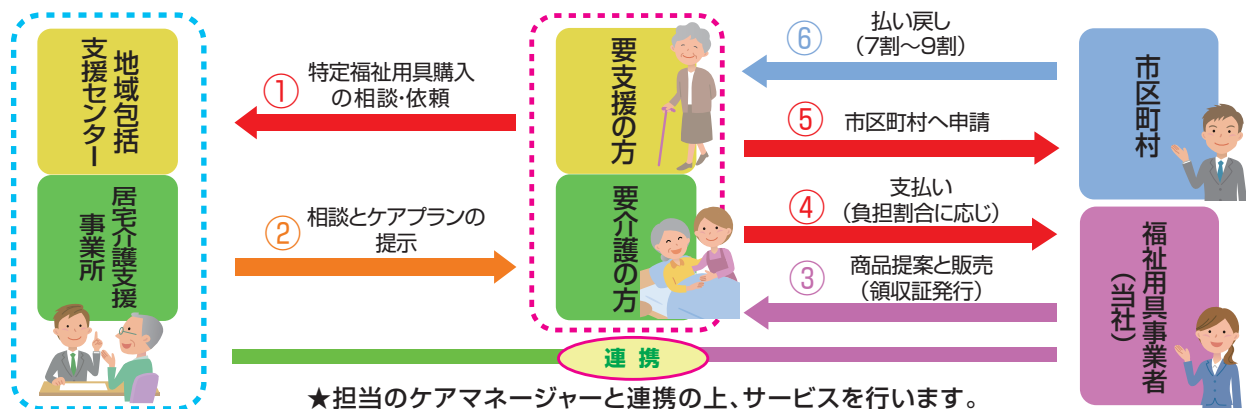 地域包括
支援センター
居宅介護支援
事業所
①
特定福祉用具購入
の相談・依頼
②
相談とケアプランの
提示
要支援の方
要介護の方
⑥
払い戻し
（7割～9割）
⑤
市区町村へ申請
④
支払い
（負担割合に応じ）
③
商品提案と販売
（領収証発行）
市区町村
福祉用具事業者
（当社）
連携
★担当のケアマネージャーと連携の上、サービスを行います。